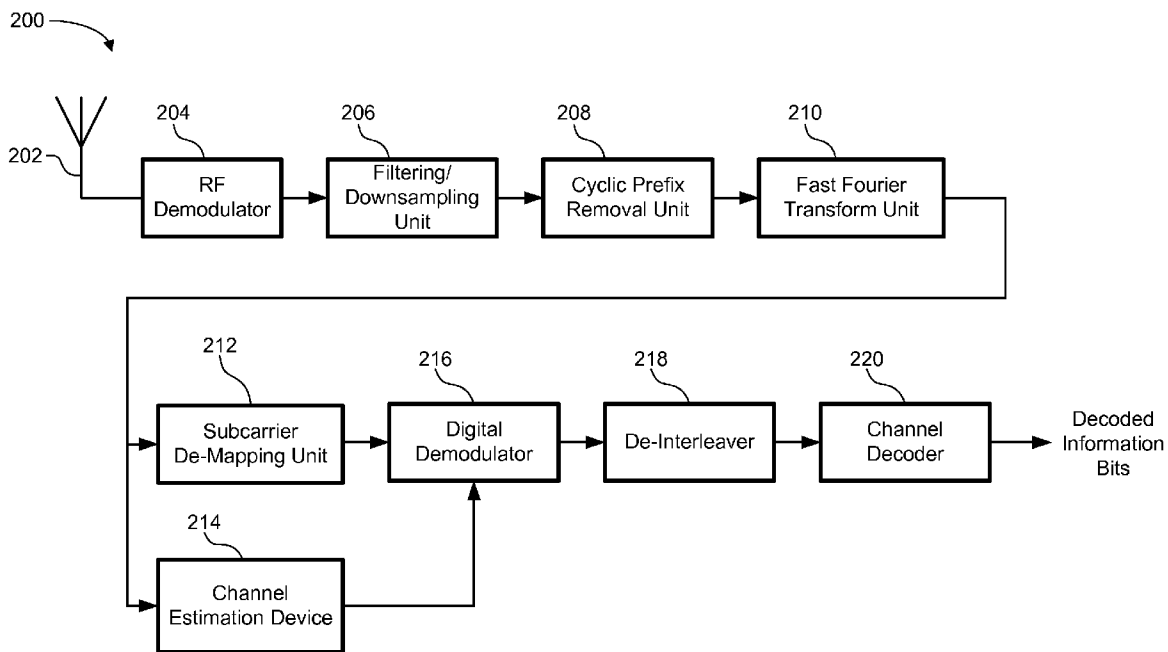 200
202
204
RF
Demodulator
206
Filtering/
Downsampling
Unit
208
Cyclic Prefix
Removal Unit
210
Fast Fourier
Transform Unit
212
Subcarrier
De-Mapping Unit
214
Channel
Estimation Device
216
Digital
Demodulator
218
De-Interleaver
220
Channel
Decoder
Decoded
Information
Bits